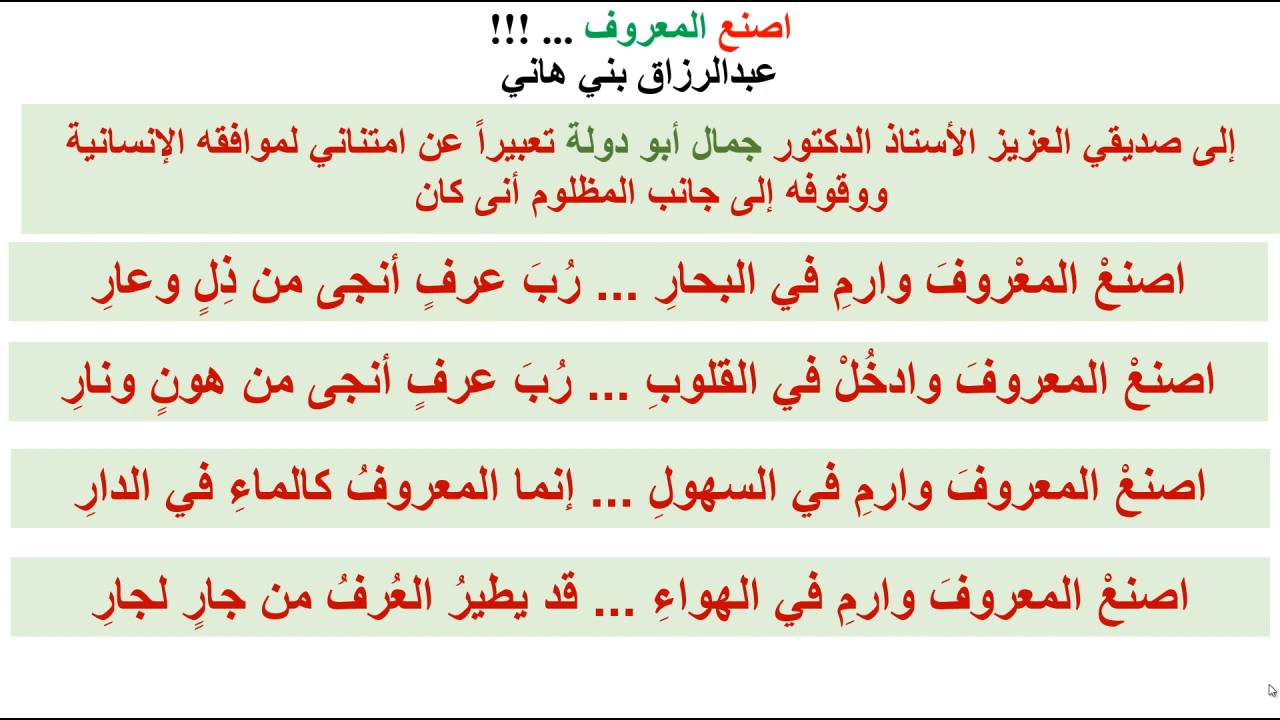 اصنع المعروف ... !!!
عبدالرزاق بني هاني
إلى صديقي العزيز الأستاذ الدكتور جمال أبو دولة تعبيراً عن امتناني لموافقه الإنسانية
ووقوفه إلى جانب المظلوم أنى كان
اصنعْ المعْروفَ وارمِ في البحارِ ... رُبَ عرفٍ أنجى من ذِلٍ وعارِ
اصنعْ المعروفَ وادخُلْ في القلوبِ ... رُبَ عرفٍ أنجى من هونٍ ونارِ
اصنعْ المعروفَ وارمِ في السهولِ ... إنما المعروفُ كالماءِ في الدارِ
اصنعْ المعروفَ وارمِ في الهواءِ ... قد يطيرُ العُرفُ من جارٍ لجارِ